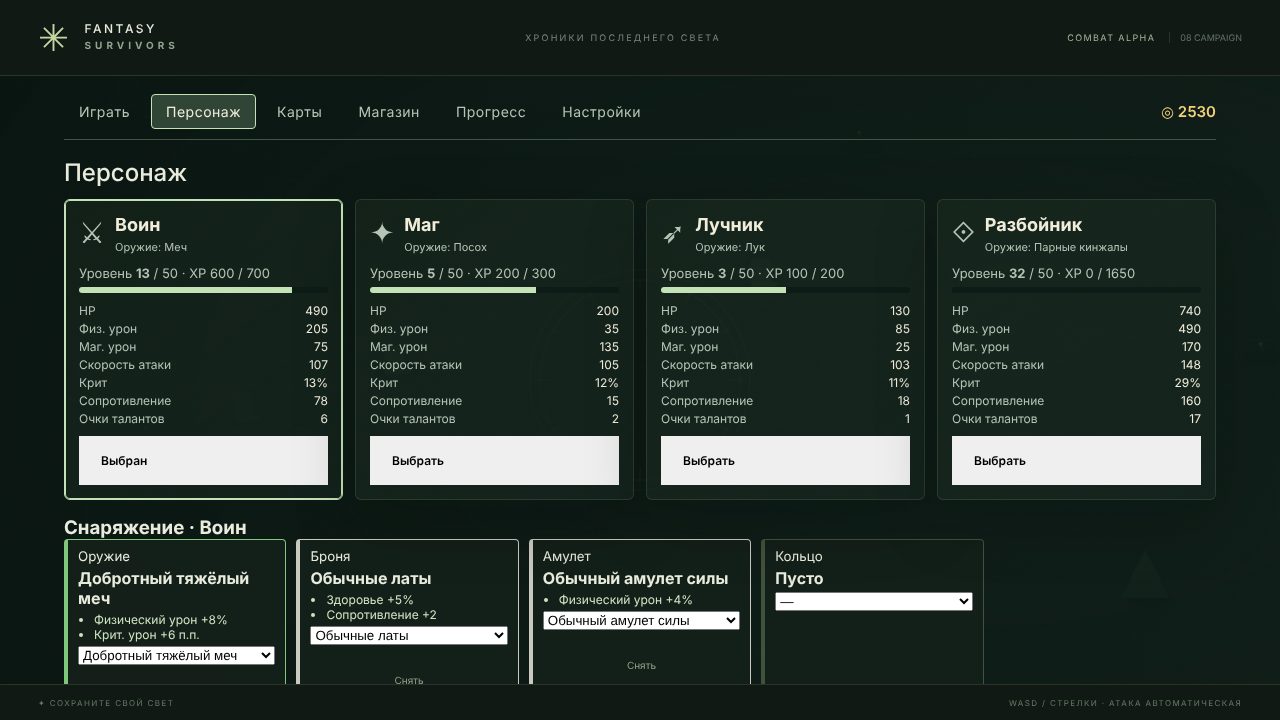 FANTASY
SURVIVORS
ХРОНИКИ ПОСЛЕДНЕГО СВЕТА
COMBAT ALPHA
08 CAMPAIGN
Играть Персонаж Карты Магазин Прогресс Настройки
◎ 2530
Персонаж
Воин
Оружие: Меч
Уровень 13 / 50 · XP 600 / 700
HP 490
Физ. урон 205
Маг. урон 75
Скорость атаки 107
Крит 13%
Сопротивление 78
Очки талантов 6
Выбран
Маг
Оружие: Посох
Уровень 5 / 50 · XP 200 / 300
HP 200
Физ. урон 35
Маг. урон 135
Скорость атаки 105
Крит 12%
Сопротивление 15
Очки талантов 2
Выбрать
Лучник
Оружие: Лук
Уровень 3 / 50 · XP 100 / 200
HP 130
Физ. урон 85
Маг. урон 25
Скорость атаки 103
Крит 11%
Сопротивление 18
Очки талантов 1
Выбрать
Разбойник
Оружие: Парные кинжалы
Уровень 32 / 50 · XP 0 / 1650
HP 740
Физ. урон 490
Маг. урон 170
Скорость атаки 148
Крит 29%
Сопротивление 160
Очки талантов 17
Выбрать
Снаряжение · Воин
Оружие
Добротный тяжёлый
меч
• Физический урон +8%
• Крит. урон +6 п.п.
Добротный тяжёлый меч
Броня
Обычные латы
• Здоровье +5%
• Сопротивление +2
Обычные латы
Снять
Амулет
Обычный амулет силы
• Физический урон +4%
Обычный амулет силы
Снять
Кольцо
Пусто
—
✦ СОХРАНИТЕ СВОЙ СВЕТ
WASD / СТРЕЛКИ · АТАКА АВТОМАТИЧЕСКАЯ